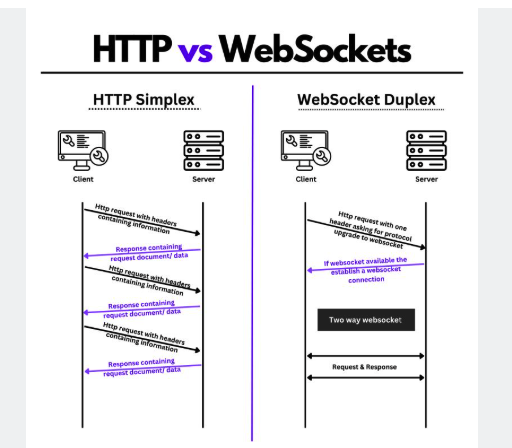 HTTP vs WebSockets
HTTP Simplex
Client
Server
Http request with headers
containing information
Response containing
request document/ data
Http request with headers
containing information
Response containing
request document/ data
Http request with headers
containing information
Response containing
request document/ data
WebSocket Duplex
Client
Server
Http request with one
header asking for protocol
upgrade to websocket
If websocket available the
establish a websocket
connection
Two way websocket
Request & Response